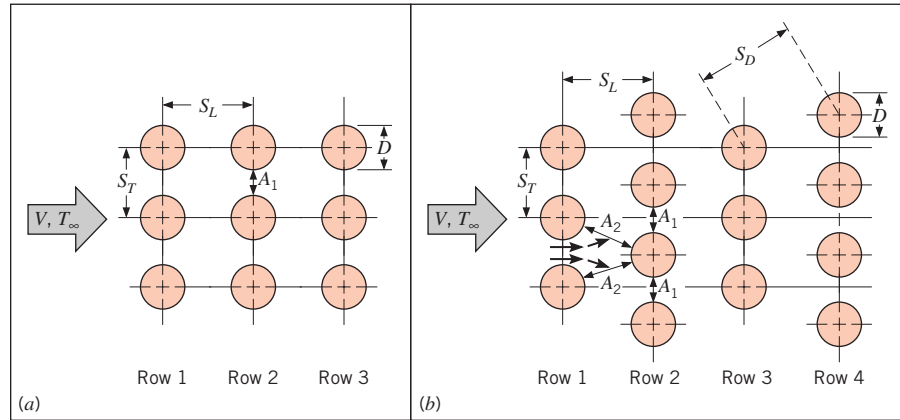 S_L
D
S_T
A_1
V, T_∞
Row 1 Row 2 Row 3
(a)
S_D
S_L
D
S_T
A_2
A_1
V, T_∞
A_2
A_1
Row 1 Row 2 Row 3 Row 4
(b)